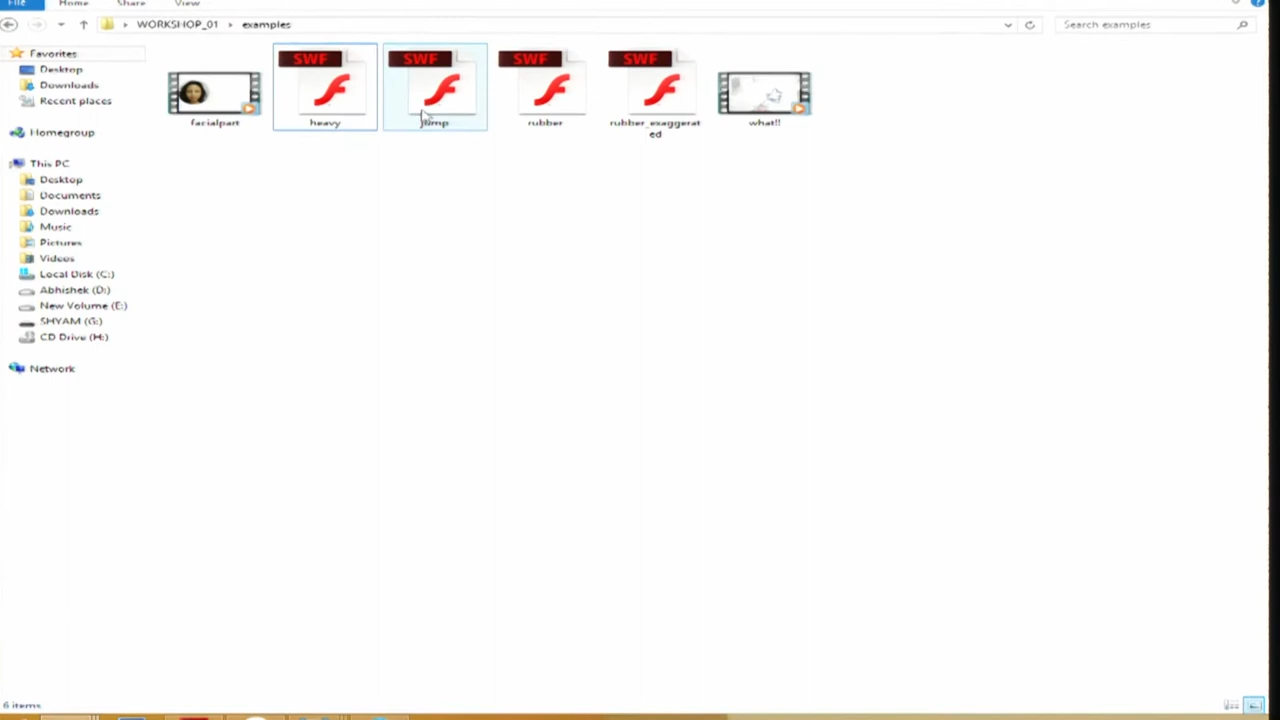 File Home Share View
WORKSHOP_01 examples Search examples
Favorites
Desktop
Downloads
Recent places
Homegroup
This PC
Desktop
Documents
Downloads
Music
Pictures
Videos
Local Disk (C:)
Abhishek (D:)
New Volume (E:)
SHYAM (G:)
CD Drive (H:)
Network
SWF SWF SWF SWF
facialpart heavy jump rubber rubber_exaggerat what!!
ed
6 items